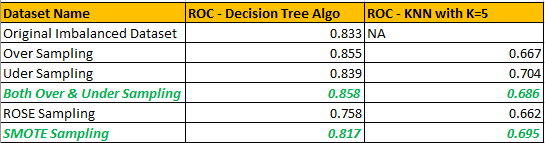 Dataset Name ROC - Decision Tree Algo ROC - KNN with K=5
Original Imbalanced Dataset 0.833 NA
Over Sampling 0.855 0.667
Uder Sampling 0.839 0.704
Both Over & Under Sampling 0.858 0.686
ROSE Sampling 0.758 0.662
SMOTE Sampling 0.817 0.695